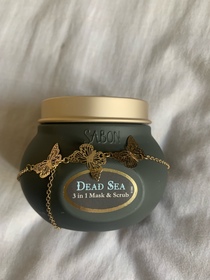 SABON
DEAD SEA
3 in 1 Mask & Scrub